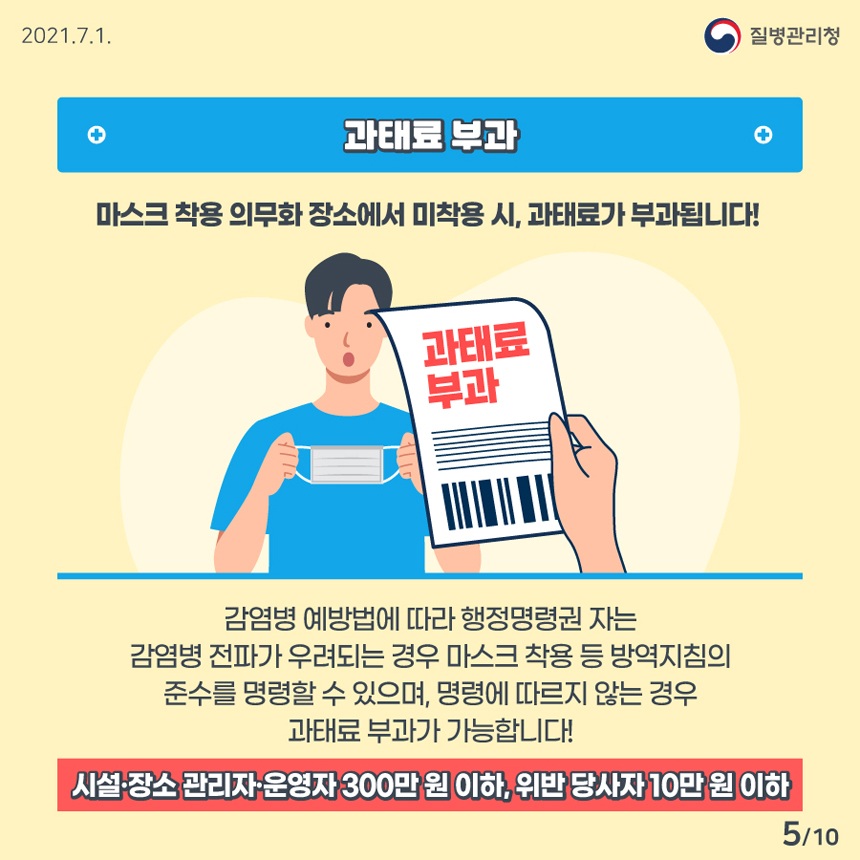 2021.7.1.
질병관리청
과태료 부과
마스크 착용 의무화 장소에서 미착용 시, 과태료가 부과됩니다!
과태료
부과
감염병 예방법에 따라 행정명령권 자는
감염병 전파가 우려되는 경우 마스크 착용 등 방역지침의
준수를 명령할 수 있으며, 명령에 따르지 않는 경우
과태료 부과가 가능합니다!
시설·장소 관리자·운영자 300만 원 이하, 위반 당사자 10만 원 이하
5/10